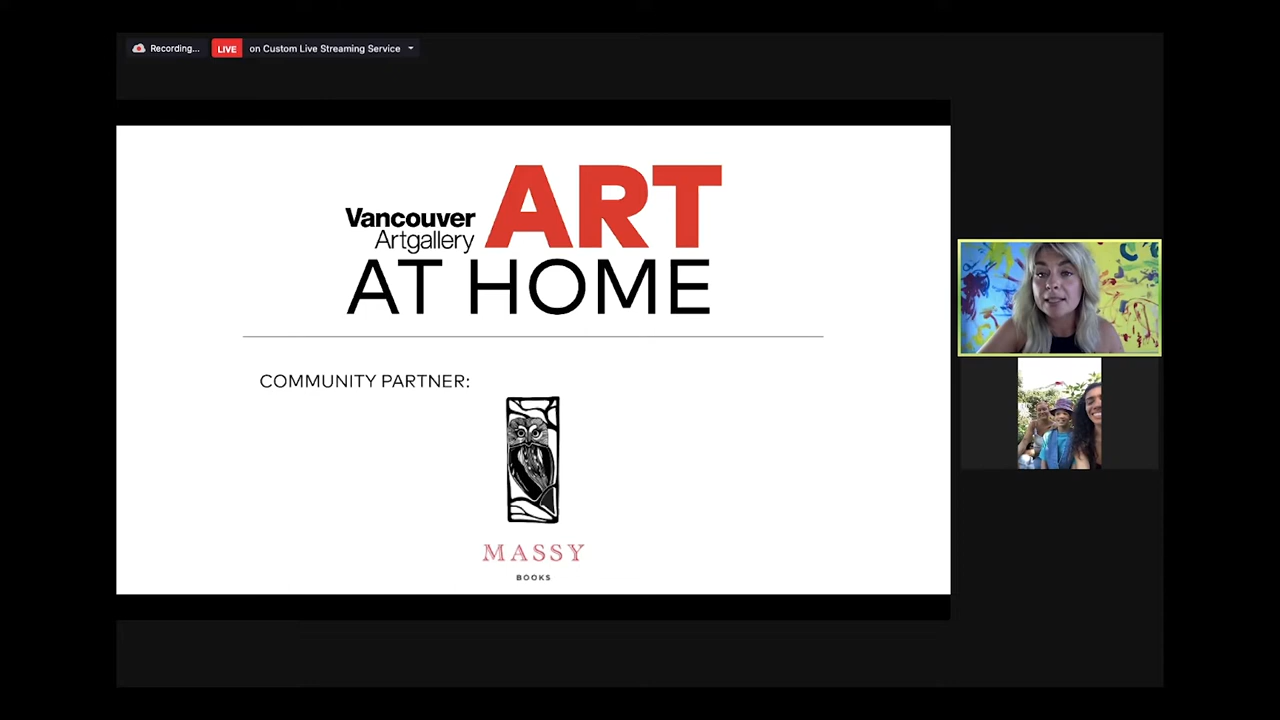 Recording...
LIVE on Custom Live Streaming Service
ART
Vancouver
Artgallery
AT HOME
COMMUNITY PARTNER:
MASSY
BOOKS